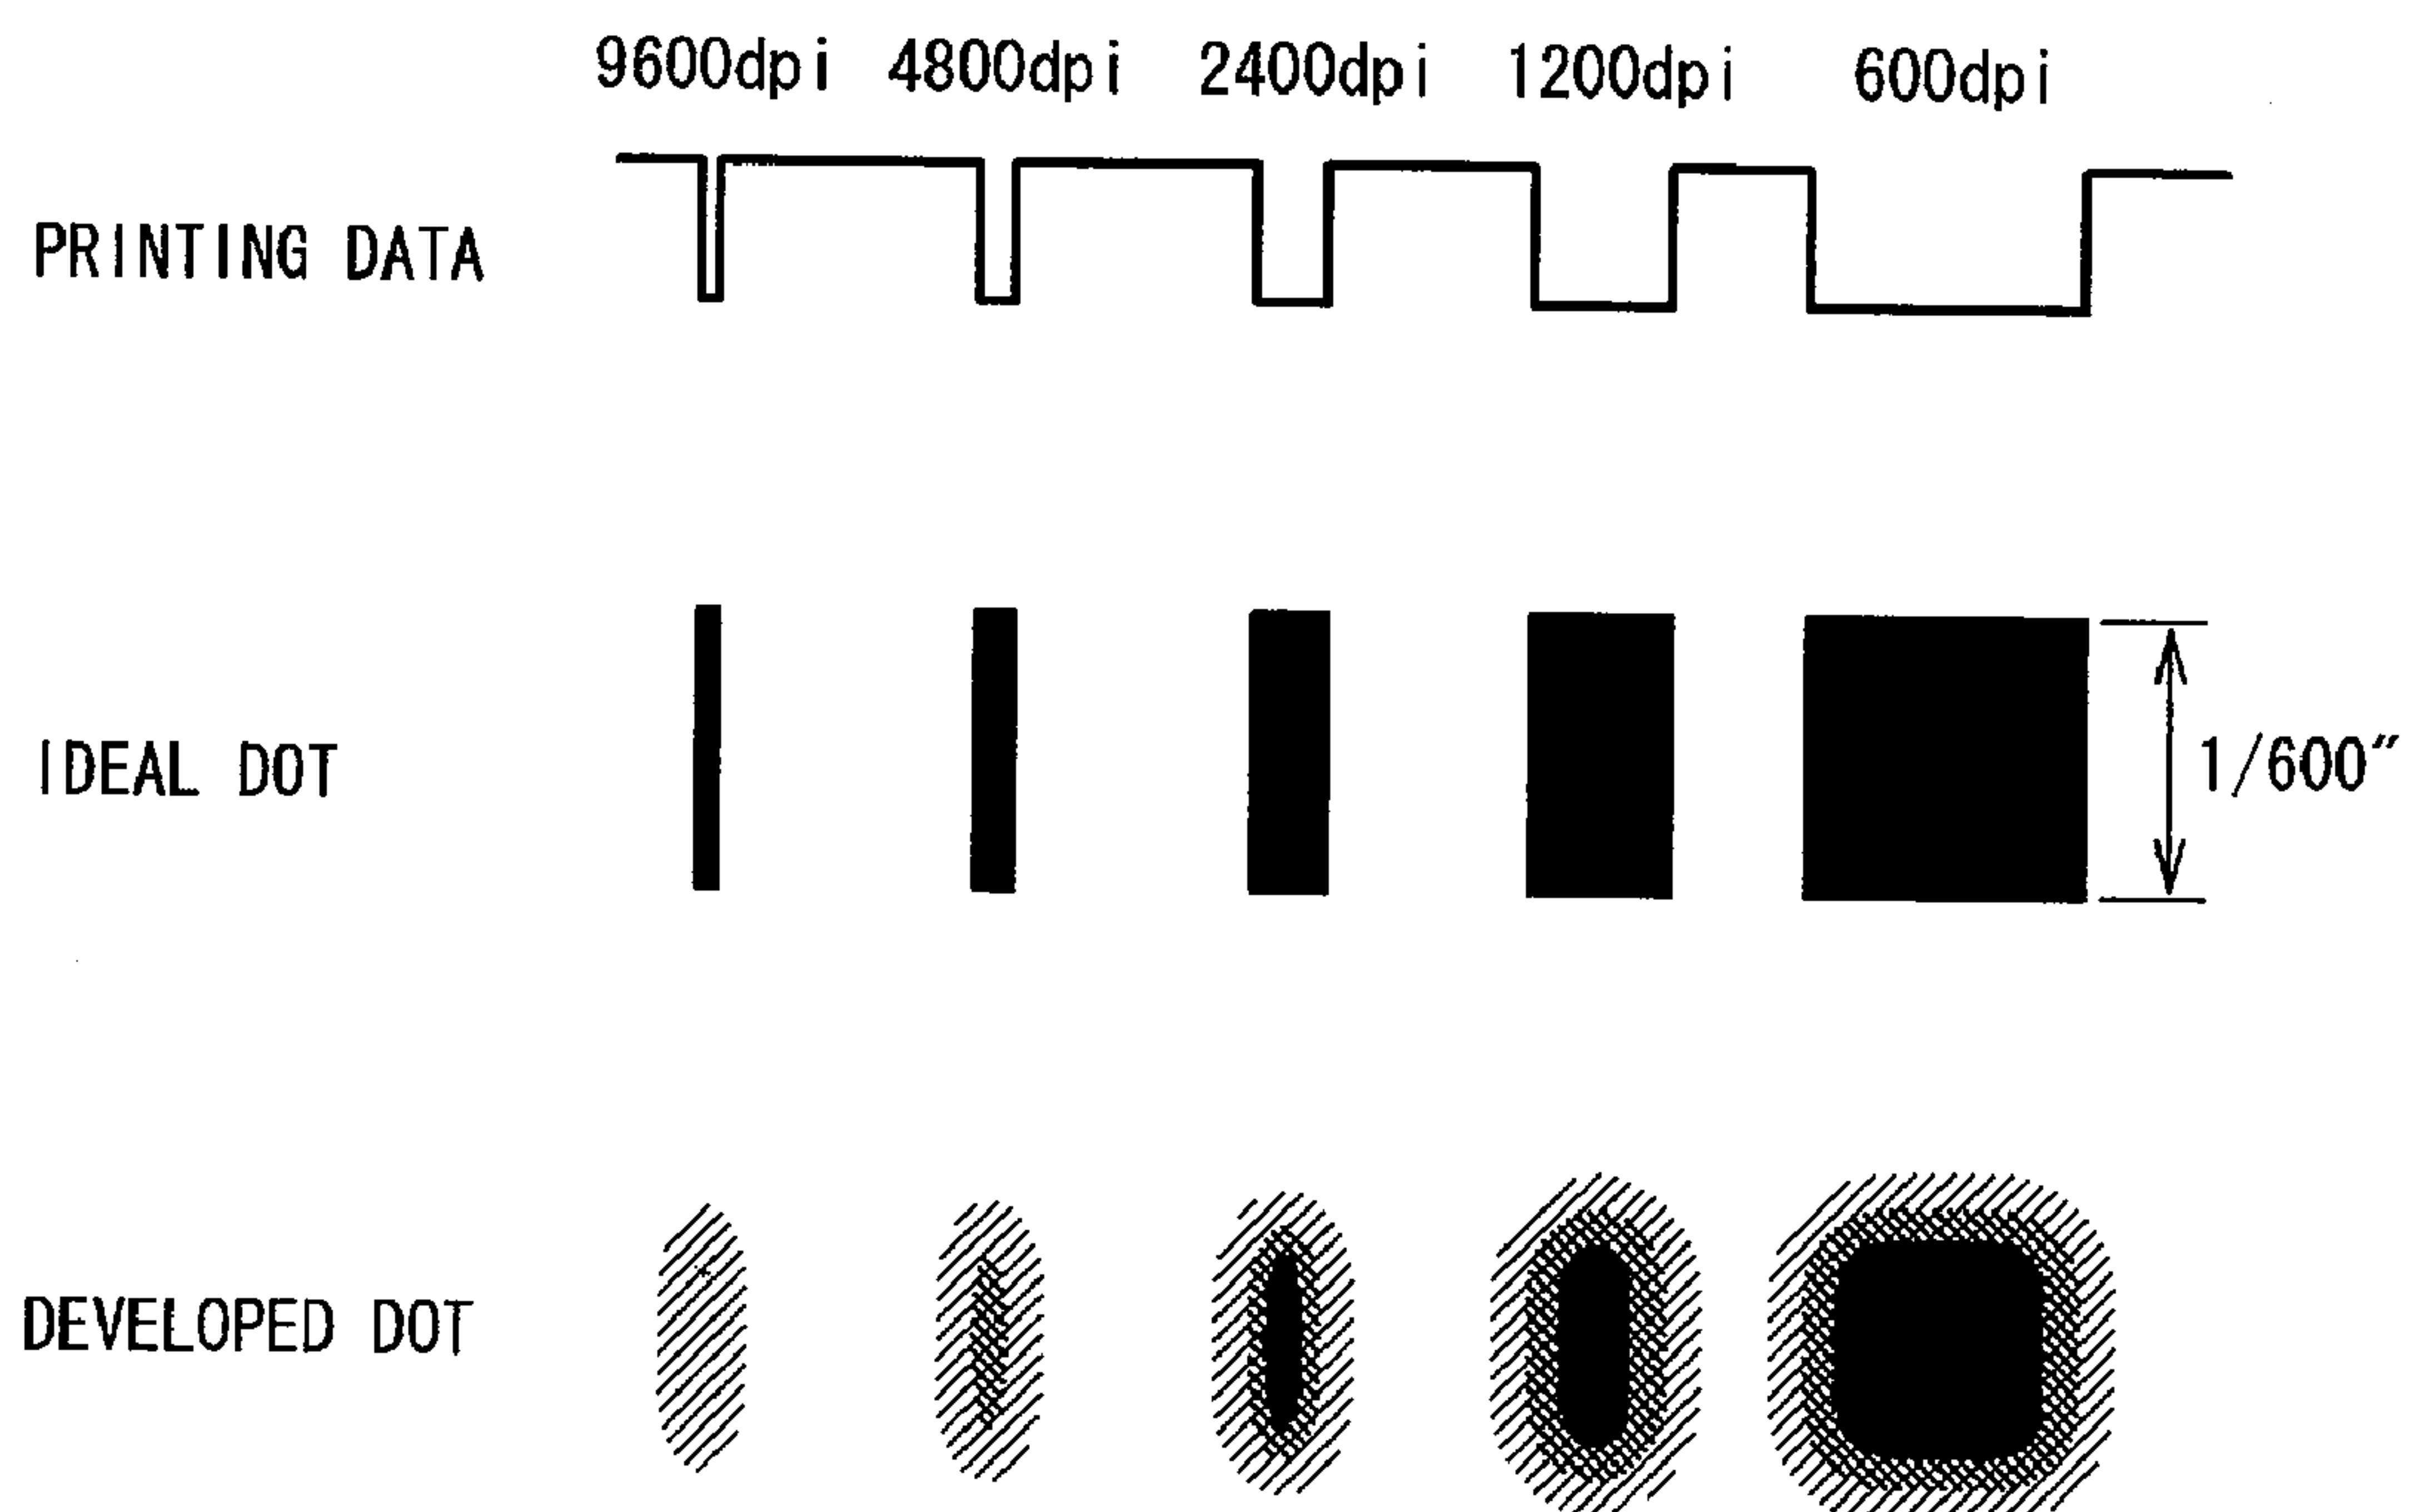 9600dpi 4800dpi 2400dpi 1200dpi 600dpi
PRINTING DATA
IDEAL DOT
1/600"
DEVELOPED DOT